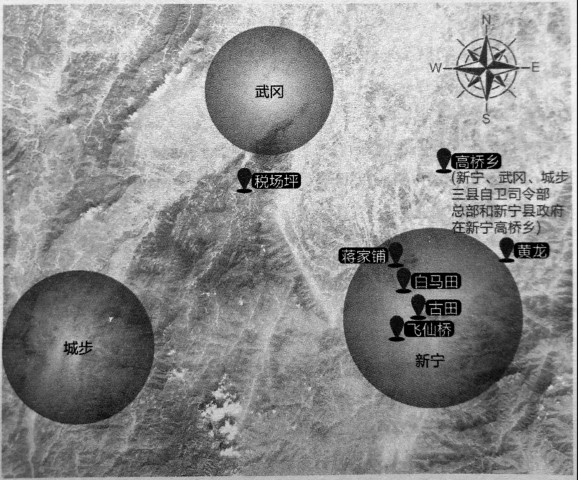 N
W
E
S
武冈
高桥乡
(新宁、武冈、城步
三县自卫司令部
总部和新宁县政府
在新宁高桥乡)
税场坪
蒋家铺
黄龙
白马田
古田
飞仙桥
城步
新宁